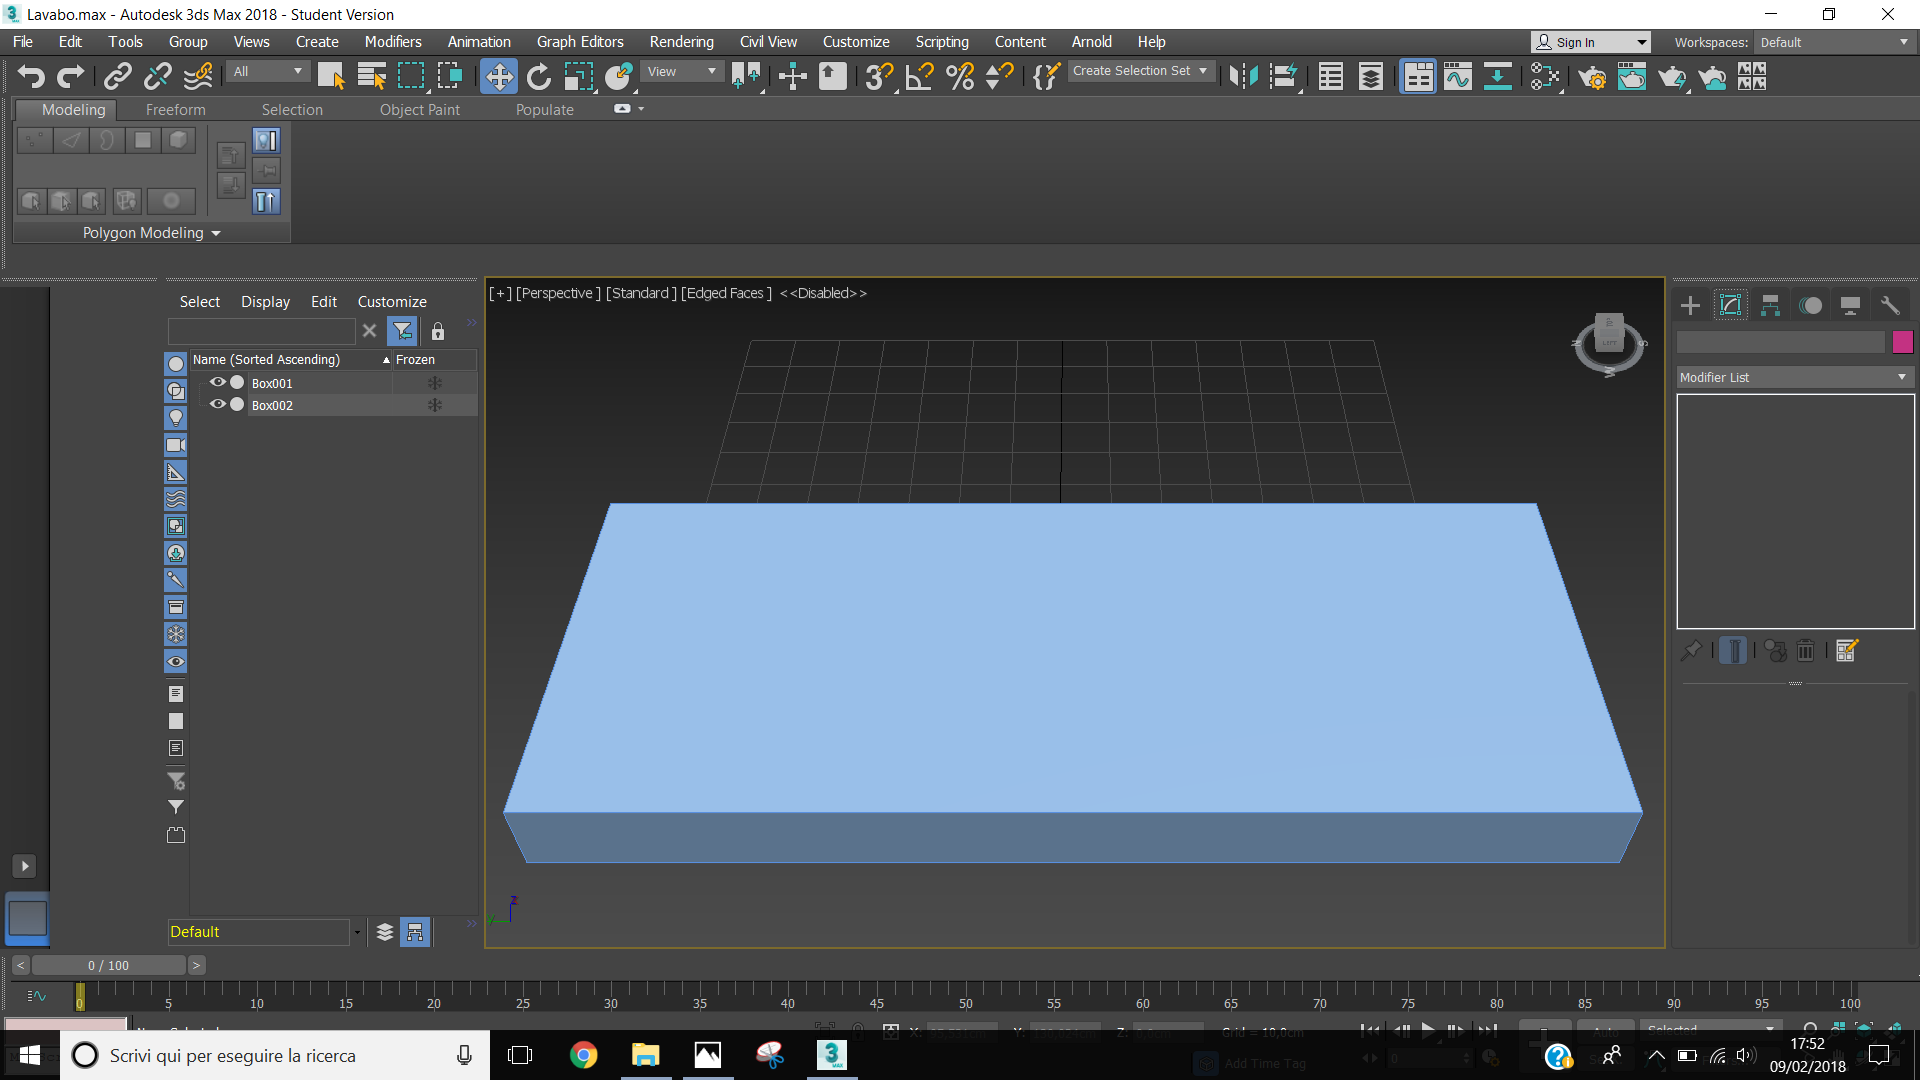 Lavabo.max - Autodesk 3ds Max 2018 - Student Version
File Edit Tools Group Views Create Modifiers Animation Graph Editors Rendering Civil View Customize Scripting Content Arnold Help
Sign In Workspaces: Default
All View Create Selection Set
Modeling Freeform Selection Object Paint Populate
Polygon Modeling
Select Display Edit Customize
[+] [Perspective] [Standard] [Edged Faces] <<Disabled>>
Name (Sorted Ascending) Frozen
Box001
Box002
Modifier List
Default
0 / 100
0 5 10 15 20 25 30 35 40 45 50 55 60 65 70 75 80 85 90 95 100
X: Y: Z: Grid = 10,0cm Auto Selected
Add Time Tag 0
Scrivi qui per eseguire la ricerca
17:52
09/02/2018